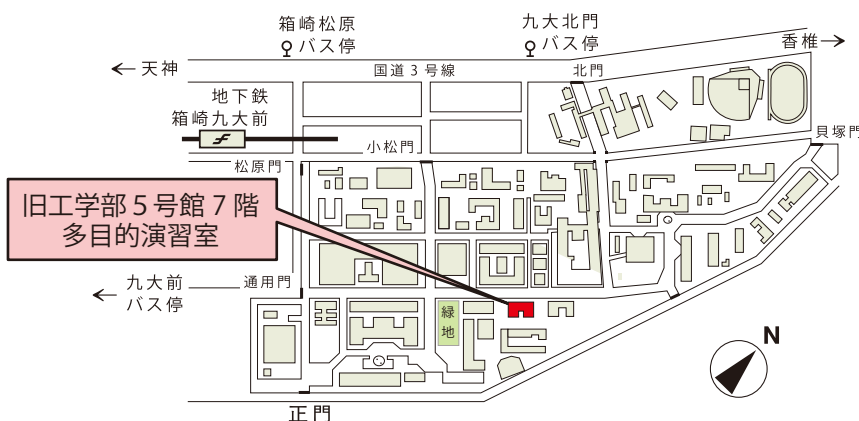 箱崎松原
バス停
九大北門
バス停
香椎
天神
国道3号線
北門
地下鉄
箱崎九大前
小松門
貝塚門
松原門
旧工学部5号館7階
多目的演習室
九大前
バス停
通用門
緑地
N
正門